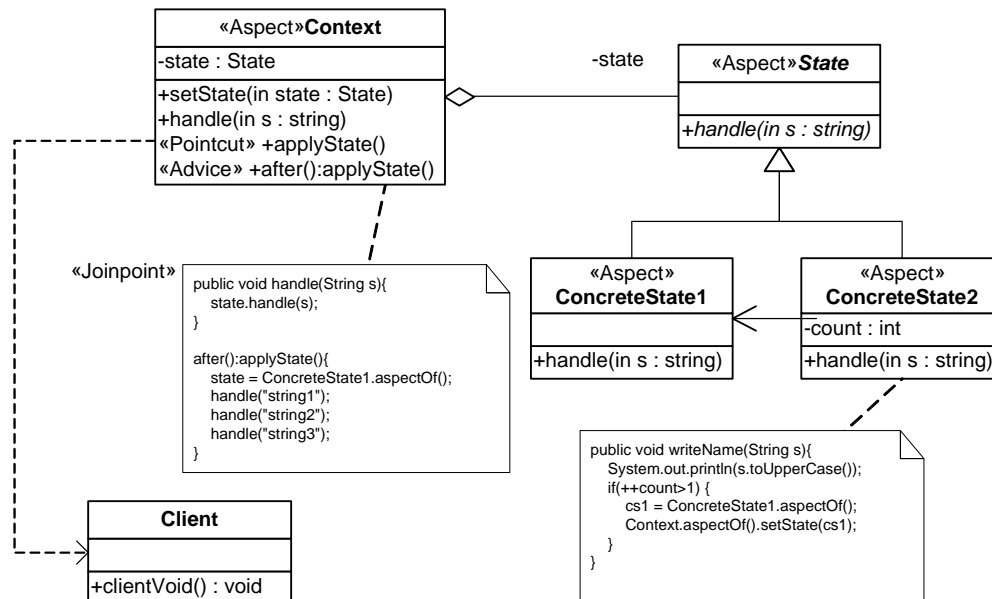 «Aspect»Context
-state : State
+setState(in state : State)
+handle(in s : string)
«Pointcut» +applyState()
«Advice» +after():applyState()
-state
«Aspect»State
+handle(in s : string)
«Joinpoint»
public void handle(String s){
state.handle(s);
}
after():applyState(){
state = ConcreteState1.aspectOf();
handle("string1");
handle("string2");
handle("string3");
}
«Aspect»
ConcreteState1
+handle(in s : string)
«Aspect»
ConcreteState2
-count : int
+handle(in s : string)
public void writeName(String s){
System.out.println(s.toUpperCase());
if(++count>1) {
cs1 = ConcreteState1.aspectOf();
Context.aspectOf().setState(cs1);
}
}
Client
+clientVoid() : void